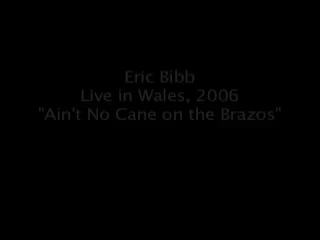 Eric Bibb
Live in Wales, 2006
"Ain't No Cane on the Brazos"